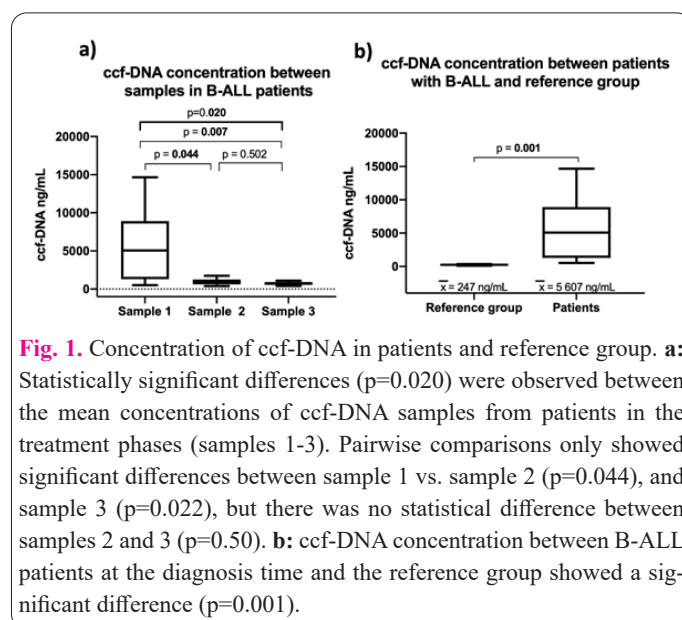 a)
ccf-DNA concentration between
samples in B-ALL patients
p=0.020
p = 0.007
p = 0.044
p = 0.502
20000
15000
10000
5000
0
ccf-DNA ng/mL
Sample 1
Sample 2
Sample 3
b)
ccf-DNA concentration between patients
with B-ALL and reference group
p = 0.001
20000
15000
10000
5000
0
ccf-DNA ng/mL
x̄ = 247 ng/mL
x̄ = 5 607 ng/mL
Reference group
Patients
Fig. 1. Concentration of ccf-DNA in patients and reference group. a:
Statistically significant differences (p=0.020) were observed between
the mean concentrations of ccf-DNA samples from patients in the
treatment phases (samples 1-3). Pairwise comparisons only showed
significant differences between sample 1 vs. sample 2 (p=0.044), and
sample 3 (p=0.022), but there was no statistical difference between
samples 2 and 3 (p=0.50). b: ccf-DNA concentration between B-ALL
patients at the diagnosis time and the reference group showed a sig-
nificant difference (p=0.001).